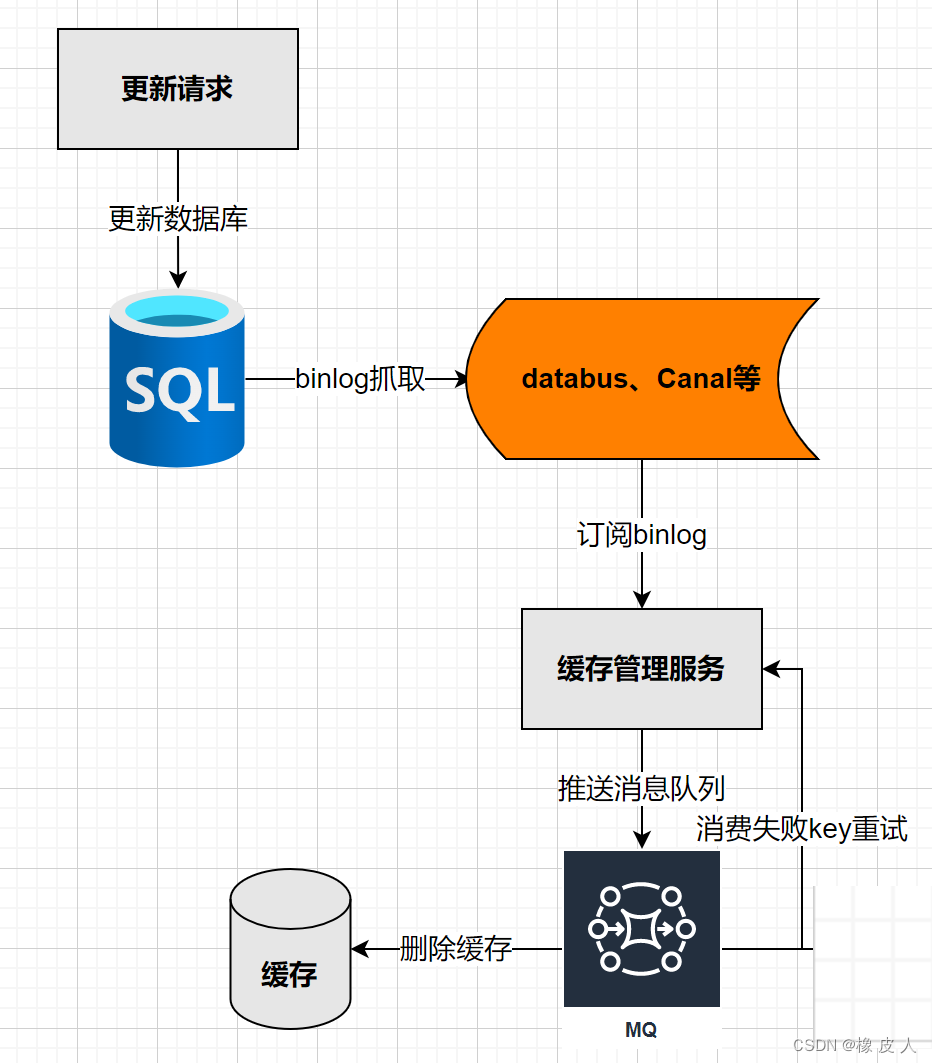 更新请求
更新数据库
SQL
binlog抓取
databus、Canal等
订阅binlog
缓存管理服务
推送消息队列
消费失败key重试
删除缓存
缓存
MQ
CSDN @橡 皮 人